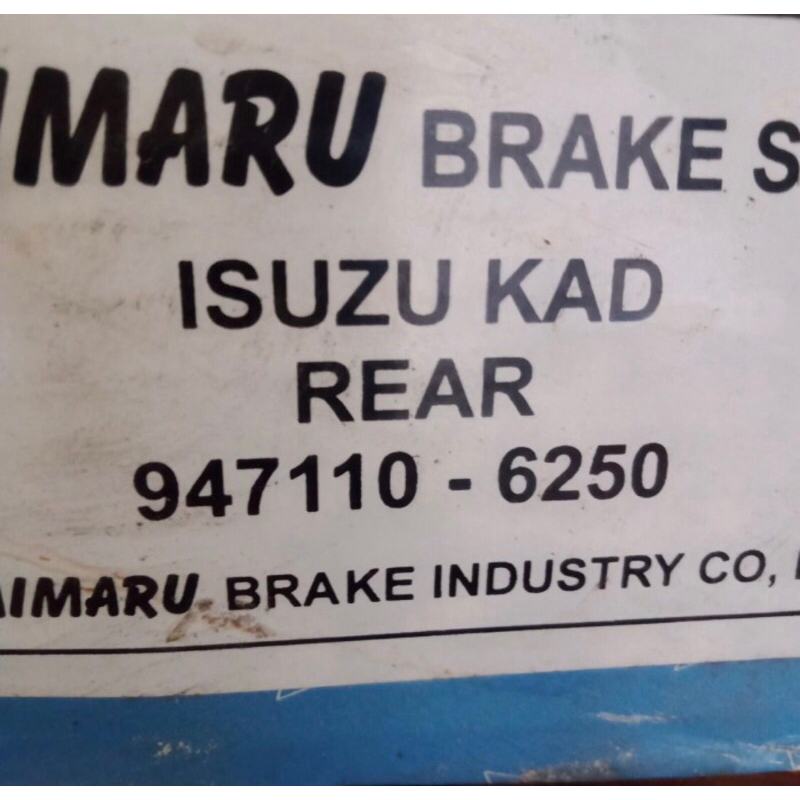 IMARU BRAKE S
ISUZU KAD
REAR
947110 - 6250
AIMARU BRAKE INDUSTRY CO,